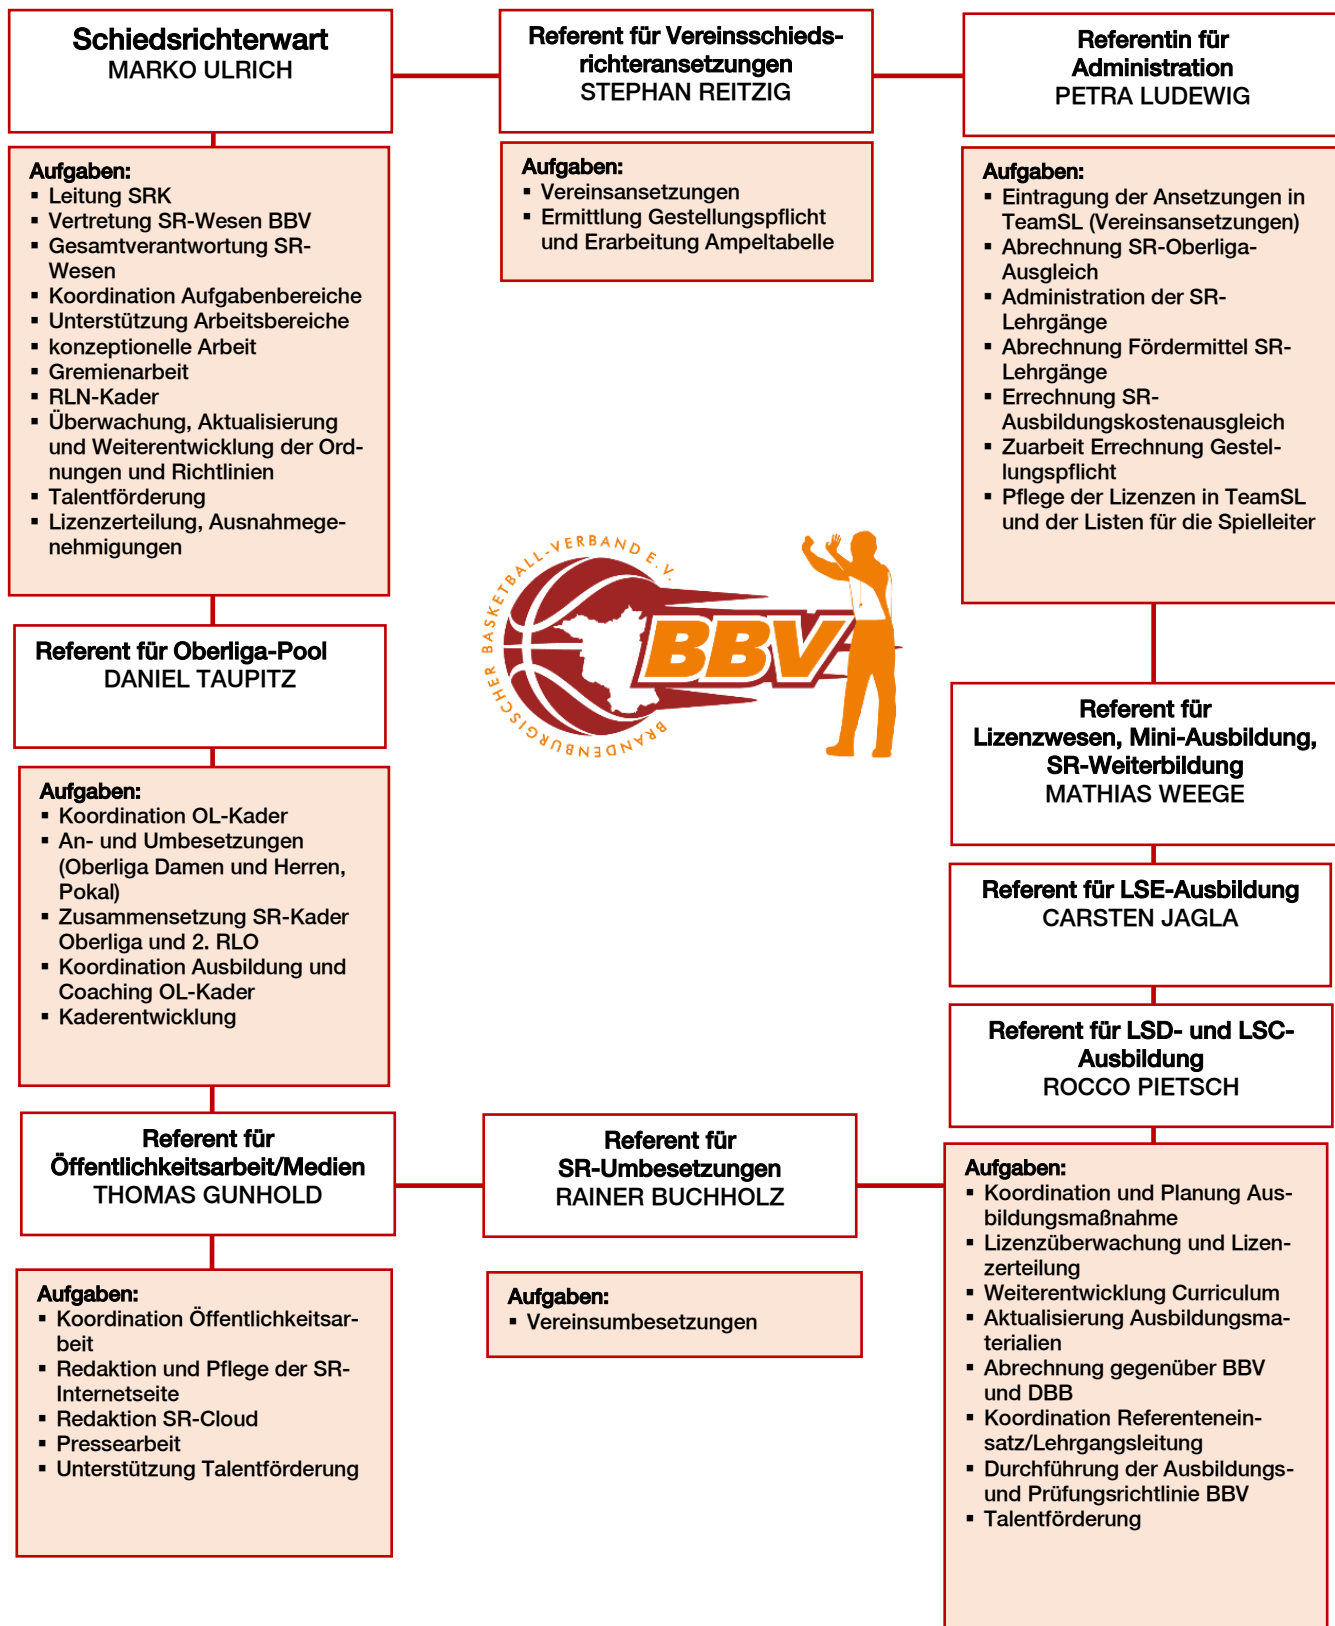 Schiedsrichterwart
MARKO ULRICH
Aufgaben:
▪ Leitung SRK
▪ Vertretung SR-Wesen BBV
▪ Gesamtverantwortung SR-
Wesen
▪ Koordination Aufgabenbereiche
▪ Unterstützung Arbeitsbereiche
▪ konzeptionelle Arbeit
▪ Gremienarbeit
▪ RLN-Kader
▪ Überwachung, Aktualisierung
und Weiterentwicklung der Ord-
nungen und Richtlinien
▪ Talentförderung
▪ Lizenzerteilung, Ausnahmege-
nehmigungen
Referent für Vereinsschieds-
richteransetzungen
STEPHAN REITZIG
Aufgaben:
▪ Vereinsansetzungen
▪ Ermittlung Gestellungspflicht
und Erarbeitung Ampeltabelle
Referentin für
Administration
PETRA LUDEWIG
Aufgaben:
▪ Eintragung der Ansetzungen in
TeamSL (Vereinsansetzungen)
▪ Abrechnung SR-Oberliga-
Ausgleich
▪ Administration der SR-
Lehrgänge
▪ Abrechnung Fördermittel SR-
Lehrgänge
▪ Errechnung SR-
Ausbildungskostenausgleich
▪ Zuarbeit Errechnung Gestel-
lungspflicht
▪ Pflege der Lizenzen in TeamSL
und der Listen für die Spielleiter
BRANDENBURGISCHER BASKETBALL-VERBAND E.V.
BBV
Referent für Oberliga-Pool
DANIEL TAUPITZ
Aufgaben:
▪ Koordination OL-Kader
▪ An- und Umbesetzungen
(Oberliga Damen und Herren,
Pokal)
▪ Zusammensetzung SR-Kader
Oberliga und 2. RLO
▪ Koordination Ausbildung und
Coaching OL-Kader
▪ Kaderentwicklung
Referent für
Lizenzwesen, Mini-Ausbildung,
SR-Weiterbildung
MATHIAS WEEGE
Referent für LSE-Ausbildung
CARSTEN JAGLA
Referent für LSD- und LSC-
Ausbildung
ROCCO PIETSCH
Aufgaben:
▪ Koordination und Planung Aus-
bildungsmaßnahme
▪ Lizenzüberwachung und Lizen-
zerteilung
▪ Weiterentwicklung Curriculum
▪ Aktualisierung Ausbildungsma-
terialien
▪ Abrechnung gegenüber BBV
und DBB
▪ Koordination Referentenein-
satz/Lehrgangsleitung
▪ Durchführung der Ausbildungs-
und Prüfungsrichtlinie BBV
▪ Talentförderung
Referent für
Öffentlichkeitsarbeit/Medien
THOMAS GUNHOLD
Aufgaben:
▪ Koordination Öffentlichkeitsar-
beit
▪ Redaktion und Pflege der SR-
Internetseite
▪ Redaktion SR-Cloud
▪ Pressearbeit
▪ Unterstützung Talentförderung
Referent für
SR-Umbesetzungen
RAINER BUCHHOLZ
Aufgaben:
▪ Vereinsumbesetzungen